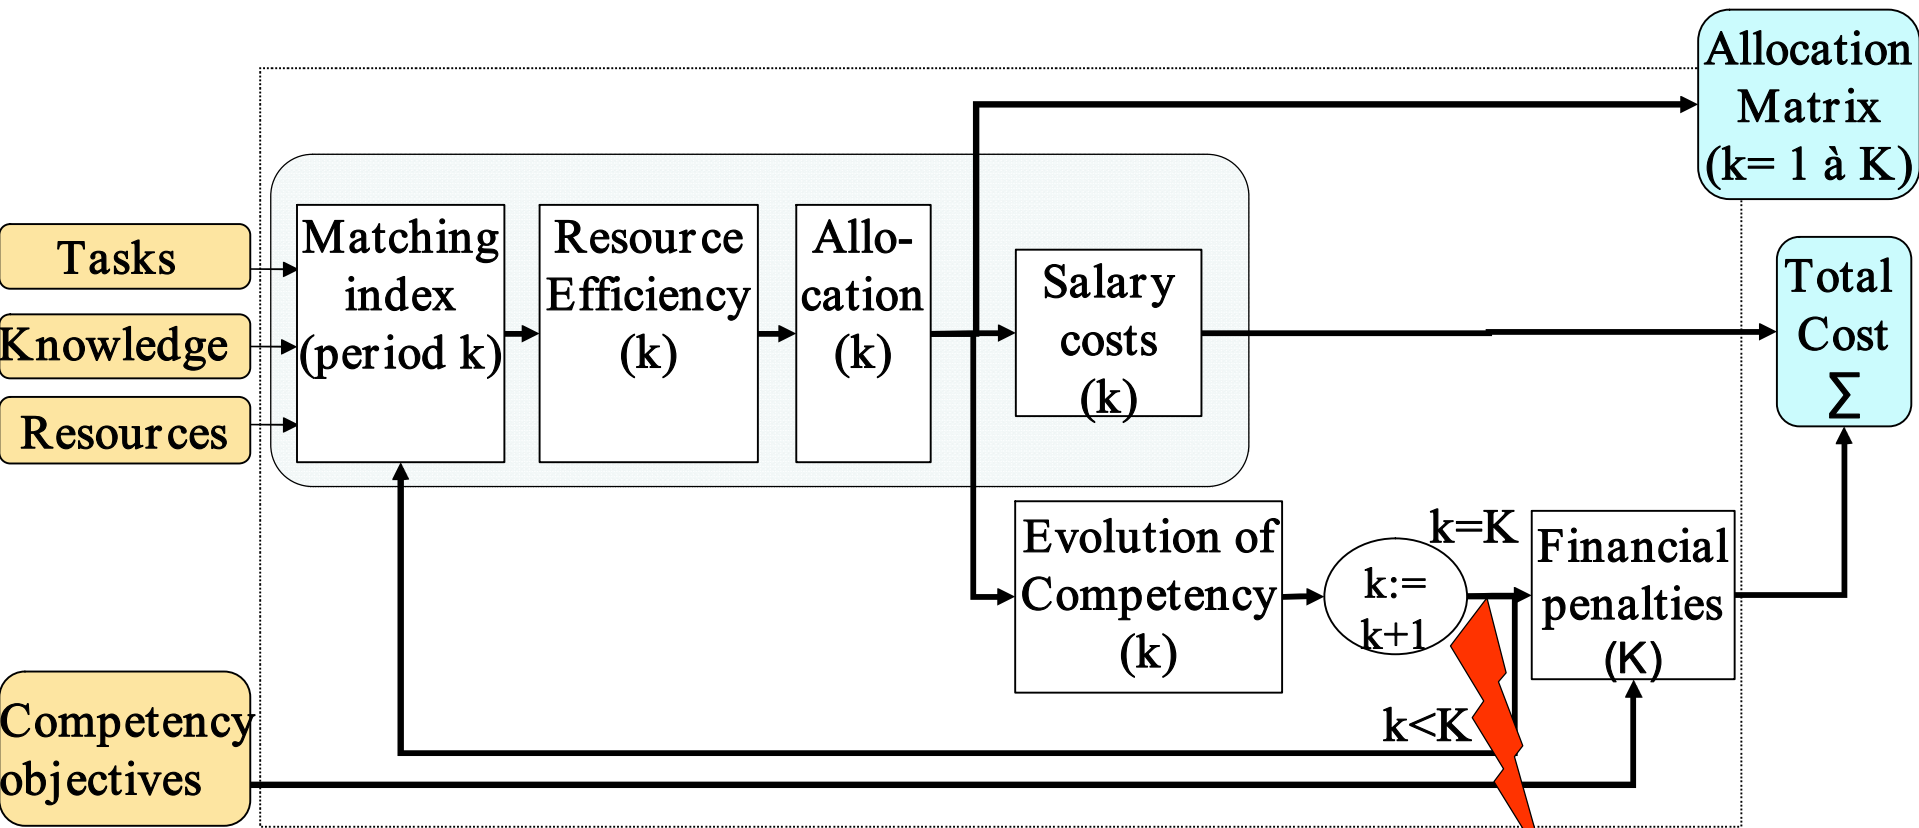 Allocation
Matrix
(k= 1 à K)
Tasks
Knowledge
Resources
Matching
index
(period k)
Resource
Efficiency
(k)
Allo-
cation
(k)
Salary
costs
(k)
Total
Cost
∑
Evolution of
Competency
(k)
k:=
k+1
k=K
k<K
Financial
penalties
(K)
Competency
objectives